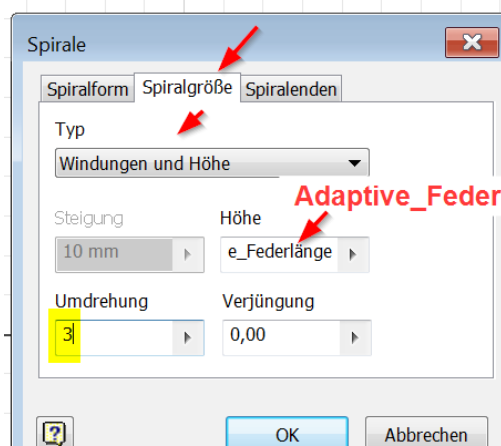 Spirale
Spiralform Spiralgröße Spiralenden
Typ
Windungen und Höhe
Adaptive_Feder
Steigung Höhe
10 mm e_Federlänge
Umdrehung Verjüngung
3 0,00
?
OK Abbrechen